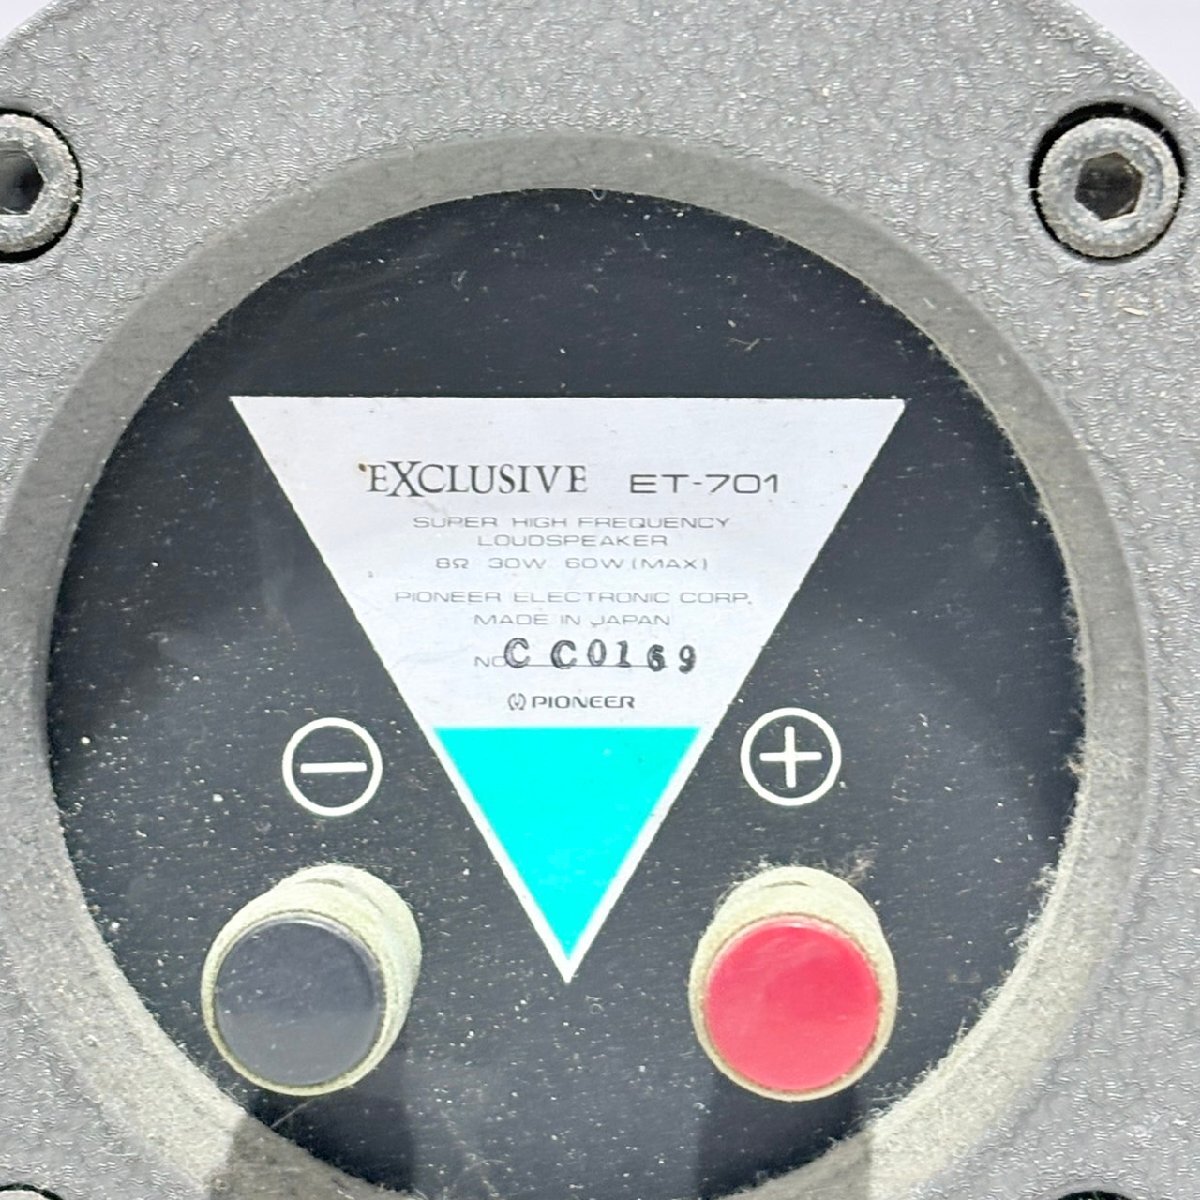 EXCLUSIVE ET-701
SUPER HIGH FREQUENCY
LOUDSPEAKER
8Ω 30W 60W(MAX)
PIONEER ELECTRONIC CORP.
MADE IN JAPAN
NO CC0169
PIONEER
− +